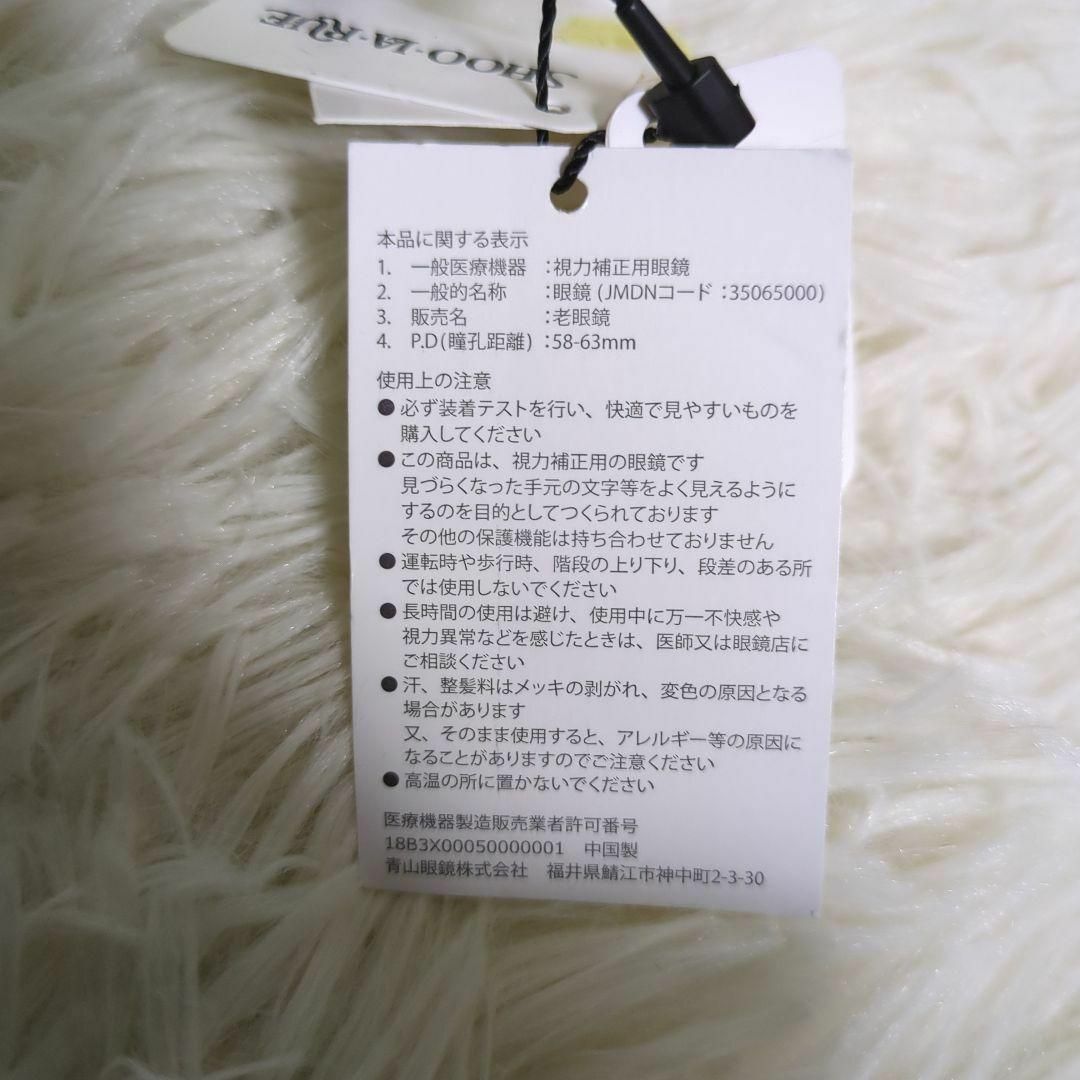 SHOO・LA・RUE
本品に関する表示
1. 一般医療機器 ：視力補正用眼鏡
2. 一般的名称 ：眼鏡 (JMDNコード ：35065000)
3. 販売名 ：老眼鏡
4. P.D(瞳孔距離) ：58-63mm
使用上の注意
●必ず装着テストを行い、快適で見やすいものを
購入してください
●この商品は、視力補正用の眼鏡です
見づらくなった手元の文字等をよく見えるように
するのを目的としてつくられております
その他の保護機能は持ち合わせておりません
●運転時や歩行時、階段の上り下り、段差のある所
では使用しないでください
●長時間の使用は避け、使用中に万一不快感や
視力異常などを感じたときは、医師又は眼鏡店に
ご相談ください
●汗、整髪料はメッキの剥がれ、変色の原因となる
場合があります
又、そのまま使用すると、アレルギー等の原因に
なることがありますのでご注意ください
●高温の所に置かないでください
医療機器製造販売業者許可番号
18B3X00050000001 中国製
青山眼鏡株式会社 福井県鯖江市神中町2-3-30